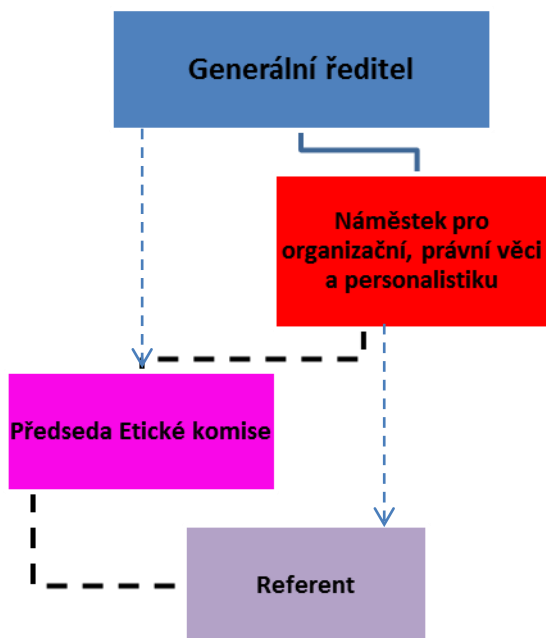 Generální ředitel
Náměstek pro
organizační, právní věci
a personalistiku
Předseda Etické komise
Referent